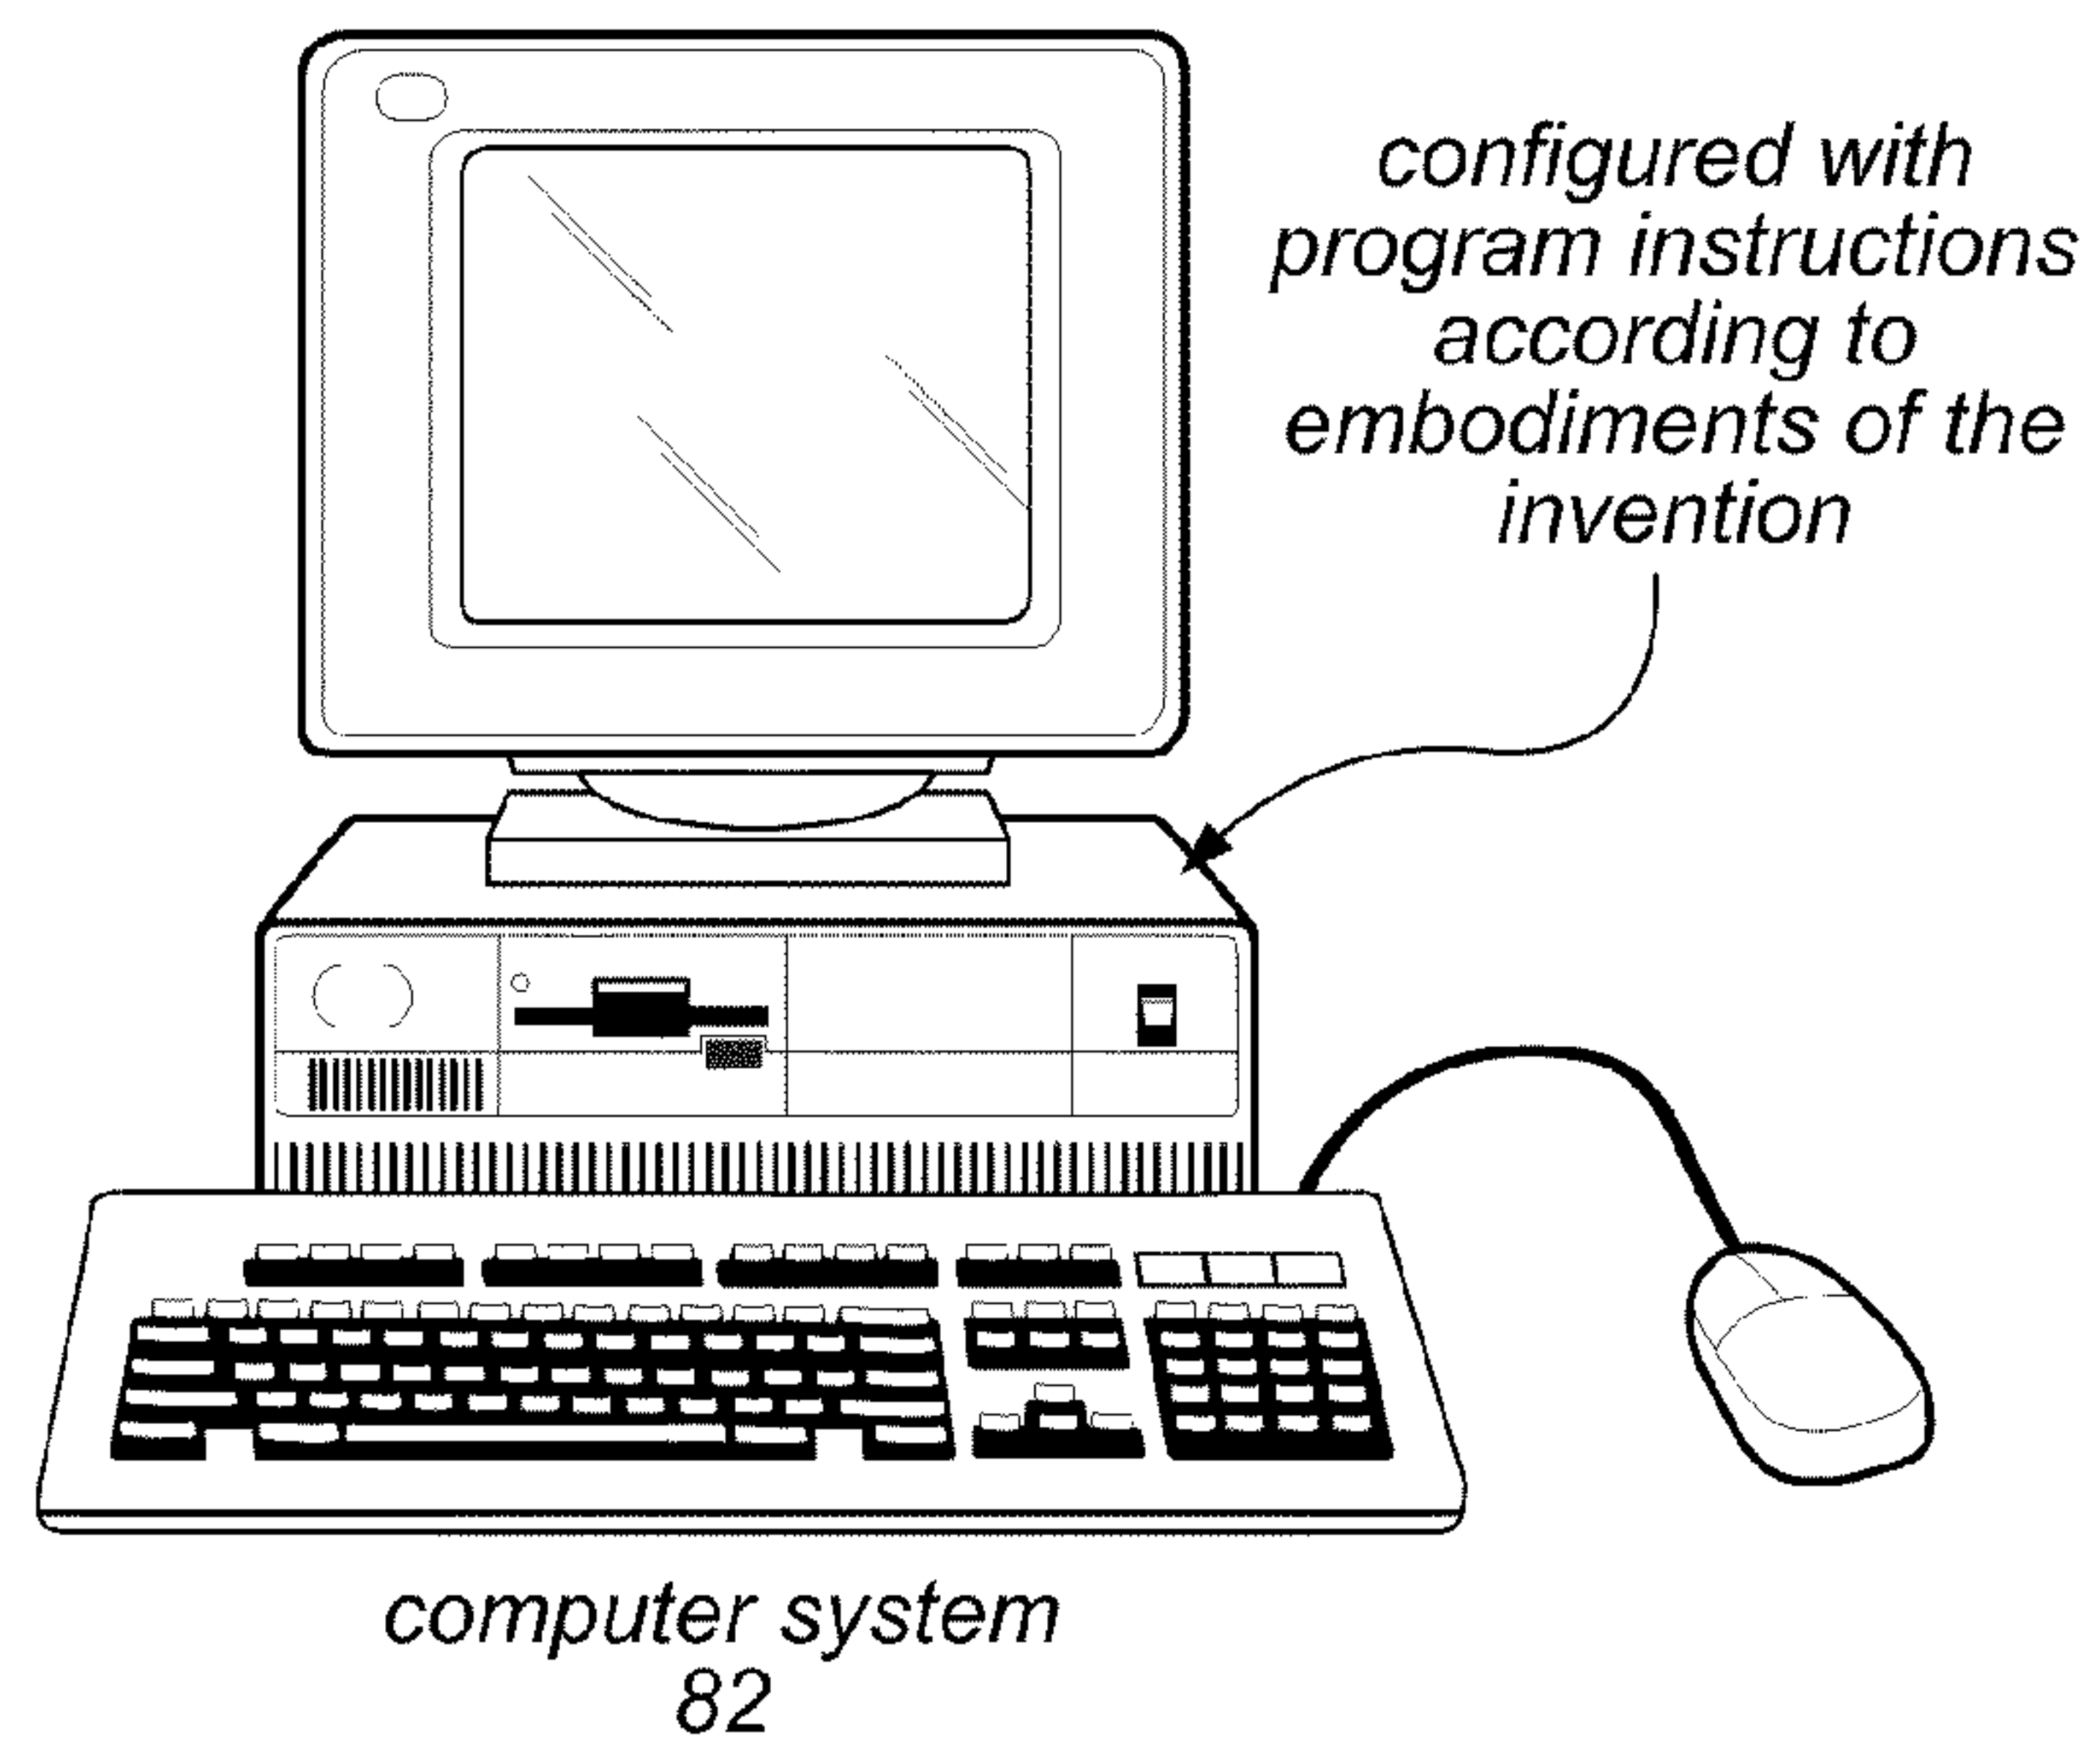 configured with
program instructions
according to
embodiments of the
invention
computer system
82